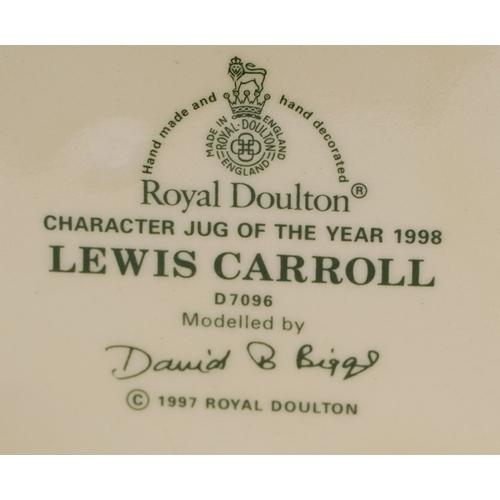 Hand made and hand decorated
MADE IN ENGLAND
ROYAL·DOULTON
ENGLAND
Royal Doulton®
CHARACTER JUG OF THE YEAR 1998
LEWIS CARROLL
D7096
Modelled by
David B Biggs
© 1997 ROYAL DOULTON